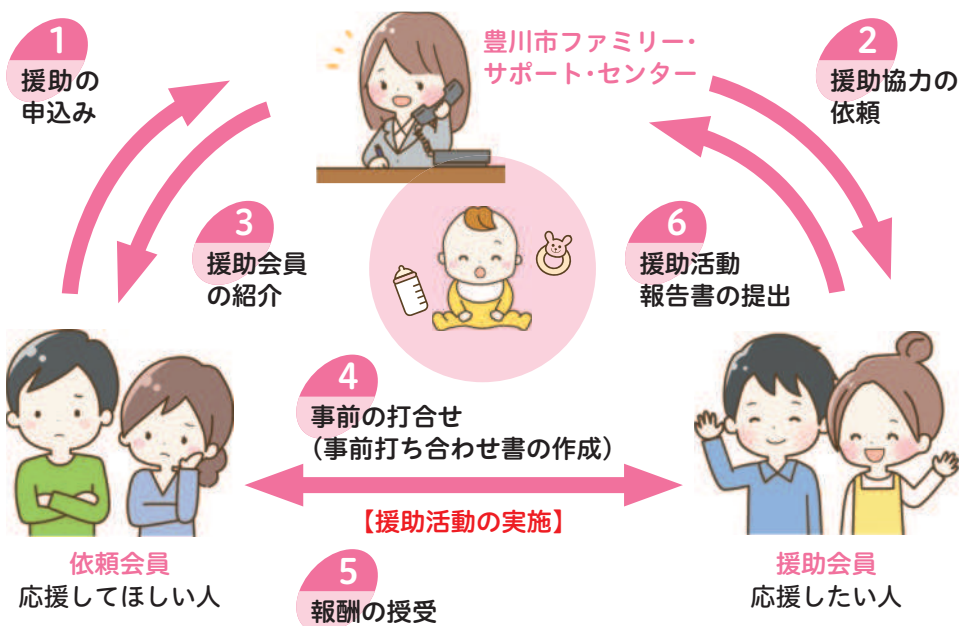 豊川市ファミリー・
サポート・センター
1
援助の
申込み
2
援助協力の
依頼
3
援助会員
の紹介
6
援助活動
報告書の提出
4
事前の打合せ
（事前打ち合わせ書の作成）
【援助活動の実施】
依頼会員
応援してほしい人
5
報酬の授受
援助会員
応援したい人